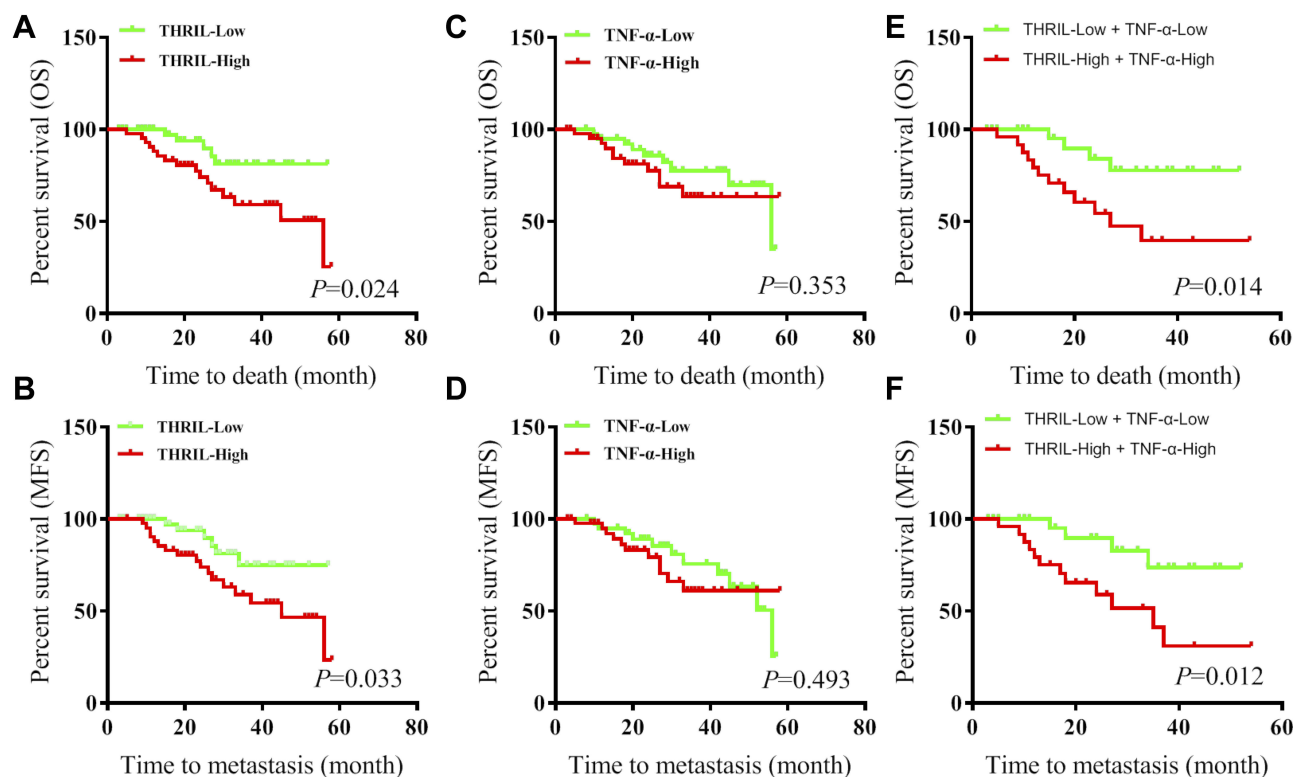 A
THRIL-Low
THRIL-High
Percent survival (OS)
150
100
50
0
P=0.024
0 20 40 60 80
Time to death (month)
C
TNF-α-Low
TNF-α-High
Percent survival (OS)
150
100
50
0
P=0.353
0 20 40 60 80
Time to death (month)
E
THRIL-Low + TNF-α-Low
THRIL-High + TNF-α-High
Percent survival (OS)
150
100
50
0
P=0.014
0 20 40 60
Time to death (month)
B
THRIL-Low
THRIL-High
Percent survival (MFS)
150
100
50
0
P=0.033
0 20 40 60 80
Time to metastasis (month)
D
TNF-α-Low
TNF-α-High
Percent survival (MFS)
150
100
50
0
P=0.493
0 20 40 60 80
Time to metastasis (month)
F
THRIL-Low + TNF-α-Low
THRIL-High + TNF-α-High
Percent survival (MFS)
150
100
50
0
P=0.012
0 20 40 60
Time to metastasis (month)